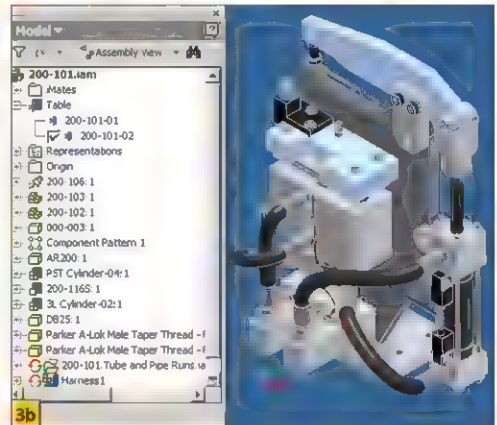 Model
Assembly View
200-101.iam
Mates
Table
200-101-01
200-101-02
Representations
Origin
200-106:1
200-103:1
200-102:1
000-003:1
Component Pattern 1
AR200:1
PST Cylinder-04:1
200-116S:1
3L Cylinder-02:1
DB25:1
Parker A-Lok Male Taper Thread -
Parker A-Lok Male Taper Thread -
200-101.Tube and Pipe Runs.ia
Harness1
3b